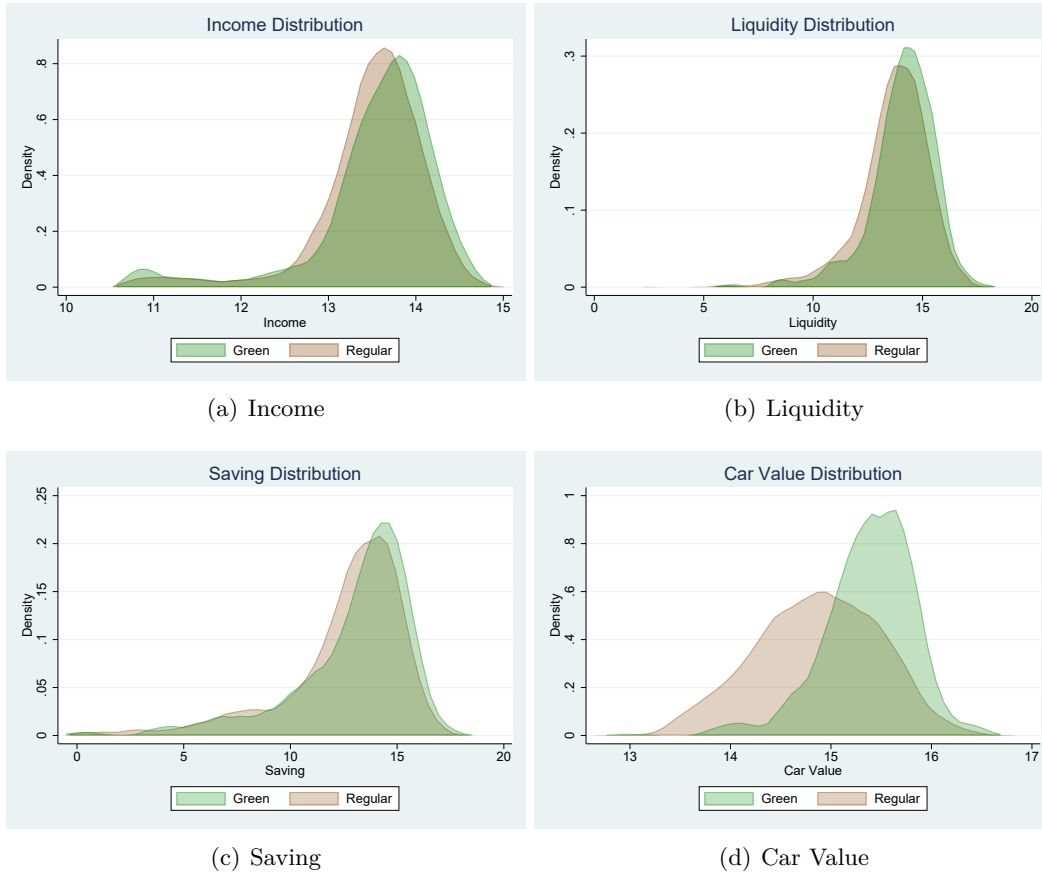 Income Distribution
Density
.8
.6
.4
.2
0
10 11 12 13 14 15
Income
Green Regular
(a) Income
Liquidity Distribution
Density
.3
.2
.1
0
0 5 10 15 20
Liquidity
Green Regular
(b) Liquidity
Saving Distribution
Density
.25
.2
.15
.1
.05
0
0 5 10 15 20
Saving
Green Regular
(c) Saving
Car Value Distribution
Density
1
.8
.6
.4
.2
0
13 14 15 16 17
Car Value
Green Regular
(d) Car Value